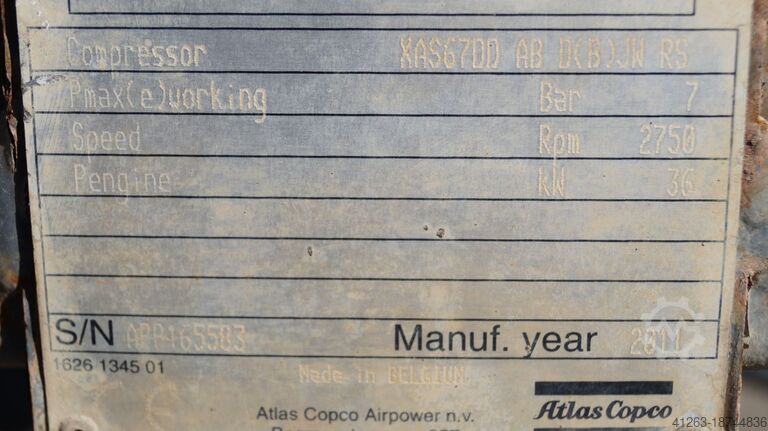 Compressor XAS67DD AB D(B)JW RS
Pmax(e)working Bar 7
Speed Rpm 2750
Pengine kW 36
S/N APP165583 Manuf. year 2011
1626 1345 01
Made in BELGIUM
Atlas Copco Airpower n.v. Atlas Copco
41263-18744836